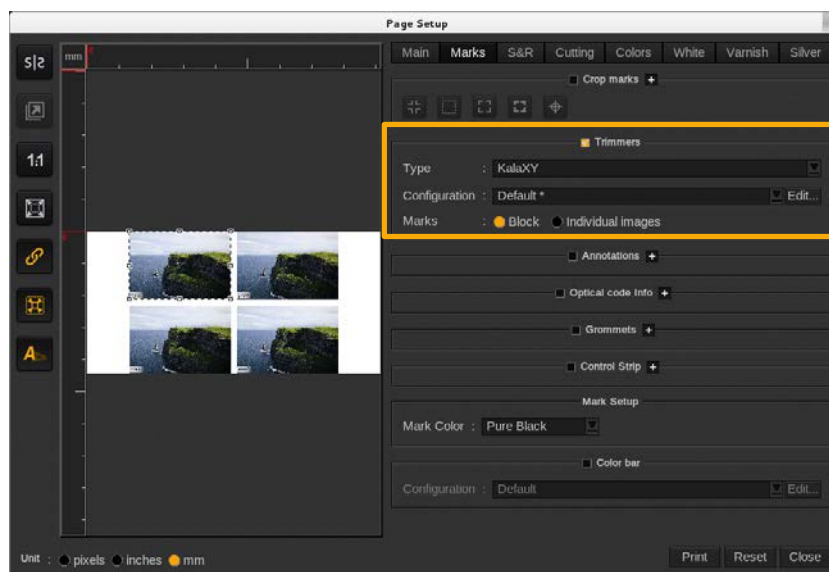 Page Setup
mm
Main Marks S&R Cutting Colors White Varnish Silver
Crop marks +
1:1
Trimmers
Type : KalaXY
Configuration : Default * Edit...
Marks : Block Individual images
Annotations +
Optical code Info +
Grommets +
Control Strip +
Mark Setup
Mark Color : Pure Black
Color bar
Configuration : Default Edit...
Unit : pixels inches mm
Print Reset Close